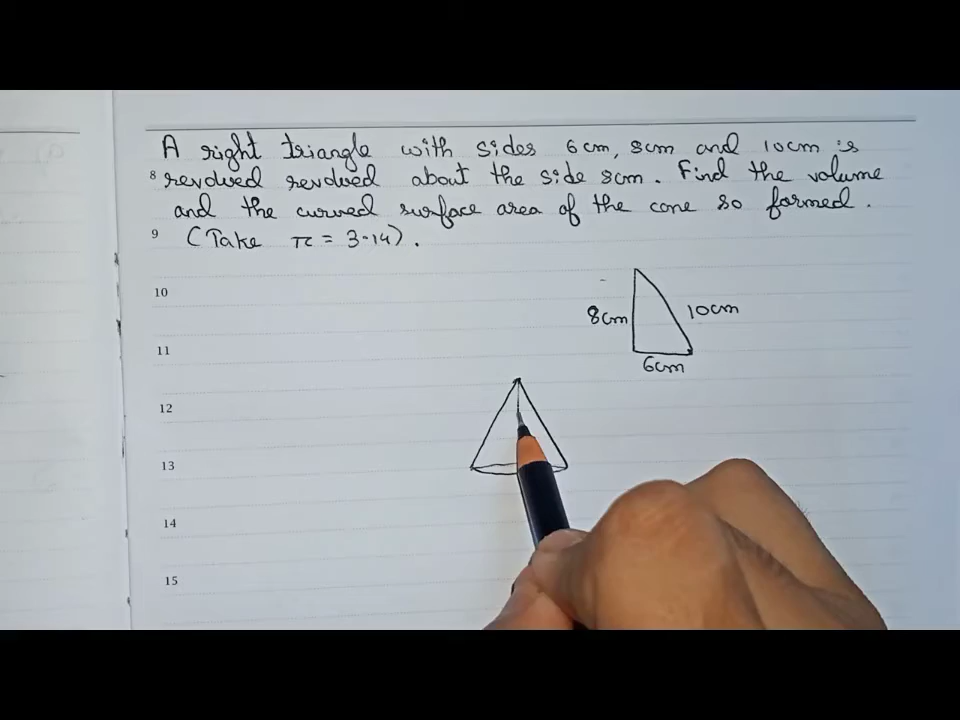 A right triangle with sides 6cm, 8cm and 10cm is
8 revolved revolved about the side 8cm. Find the volume
and the curved surface area of the cone so formed.
9 (Take π = 3.14).
10
8cm 10cm
11
6cm
12
13
14
15